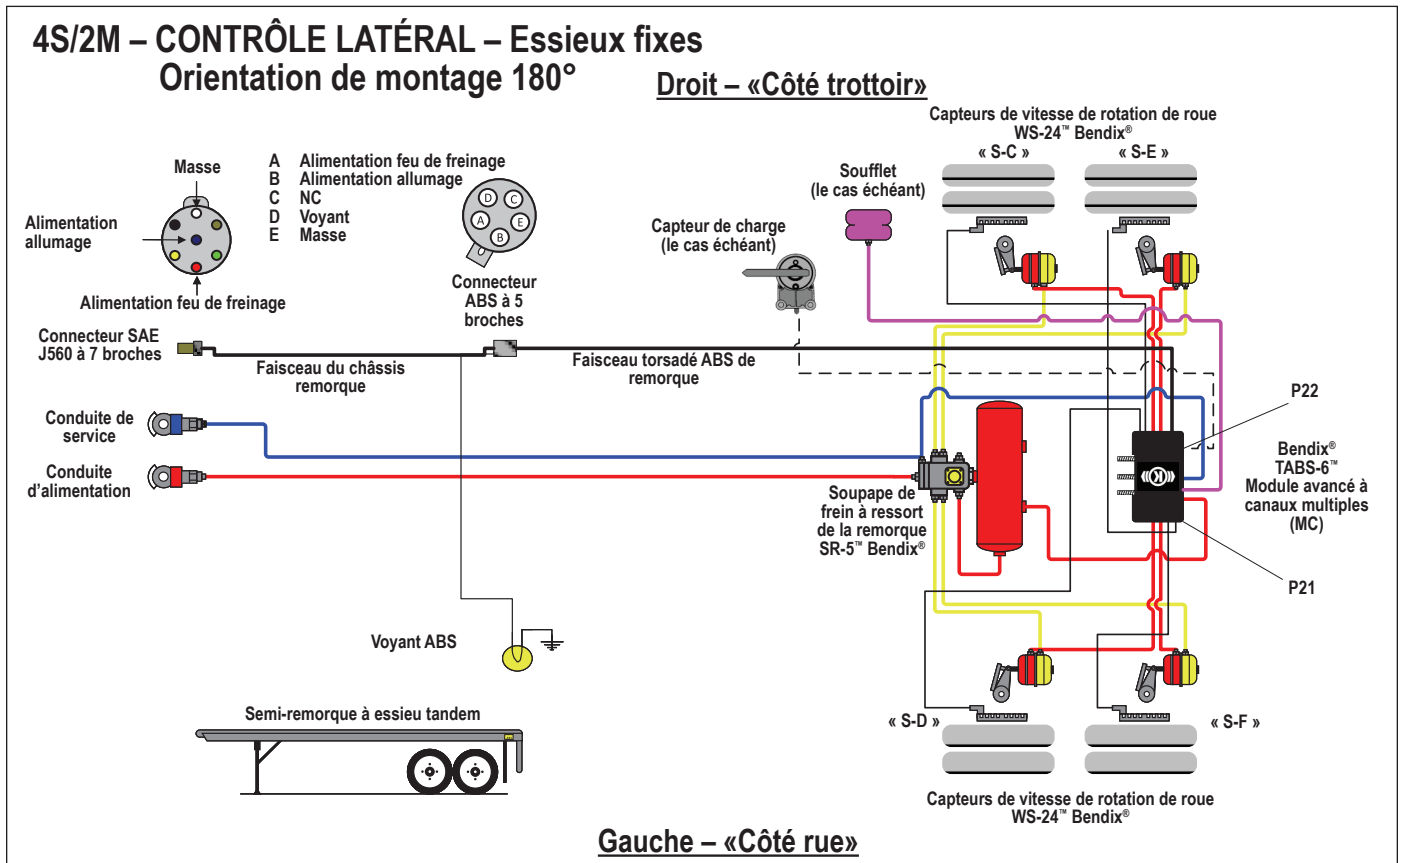 4S/2M – CONTRÔLE LATÉRAL – Essieux fixes
Orientation de montage 180°
Droit – «Côté trottoir»
Capteurs de vitesse de rotation de roue
WS-24™ Bendix®
« S-C »
« S-E »
Masse
Alimentation
allumage
Alimentation feu de freinage
A Alimentation feu de freinage
B Alimentation allumage
C NC
D Voyant
E Masse
D
C
A
E
B
Connecteur
ABS à 5
broches
Soufflet
(le cas échéant)
Capteur de charge
(le cas échéant)
Connecteur SAE
J560 à 7 broches
Faisceau du châssis
remorque
Faisceau torsadé ABS de
remorque
Conduite de
service
Conduite
d’alimentation
Soupape de
frein à ressort
de la remorque
SR-5™ Bendix®
P22
Bendix®
TABS-6™
Module avancé à
canaux multiples
(MC)
P21
Voyant ABS
Semi-remorque à essieu tandem
« S-D »
« S-F »
Capteurs de vitesse de rotation de roue
WS-24™ Bendix®
Gauche – «Côté rue»